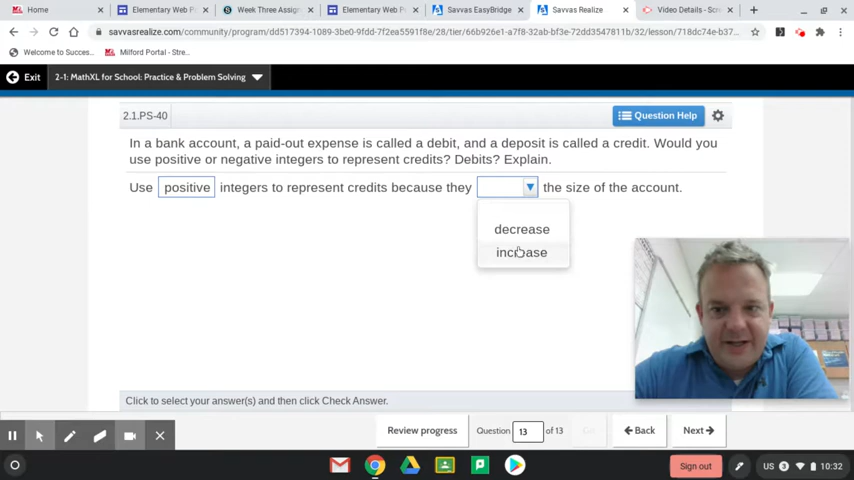 Home
Elementary Web P
Week Three Assign
Elementary Web P
Savvas EasyBridge
Savvas Realize
Video Details - Scre
savvasrealize.com/community/program/dd517394-1089-3be0-9fdd-7f2ea5591f8e/28/tier/66b926e1-a7f8-32ab-bf3e-2dd3547811b/32/lesson/718dc74e-b37...
Welcome to Succes...
Milford Portal - Stre...
Exit
2-1: MathXL for School: Practice & Problem Solving
2.1.PS-40
Question Help
In a bank account, a paid-out expense is called a debit, and a deposit is called a credit. Would you
use positive or negative integers to represent credits? Debits? Explain.
Use positive integers to represent credits because they the size of the account.
decrease
increase
Click to select your answer(s) and then click Check Answer.
Review progress
Question 13 of 13
Go
Back
Next
Sign out
US 3 10:32